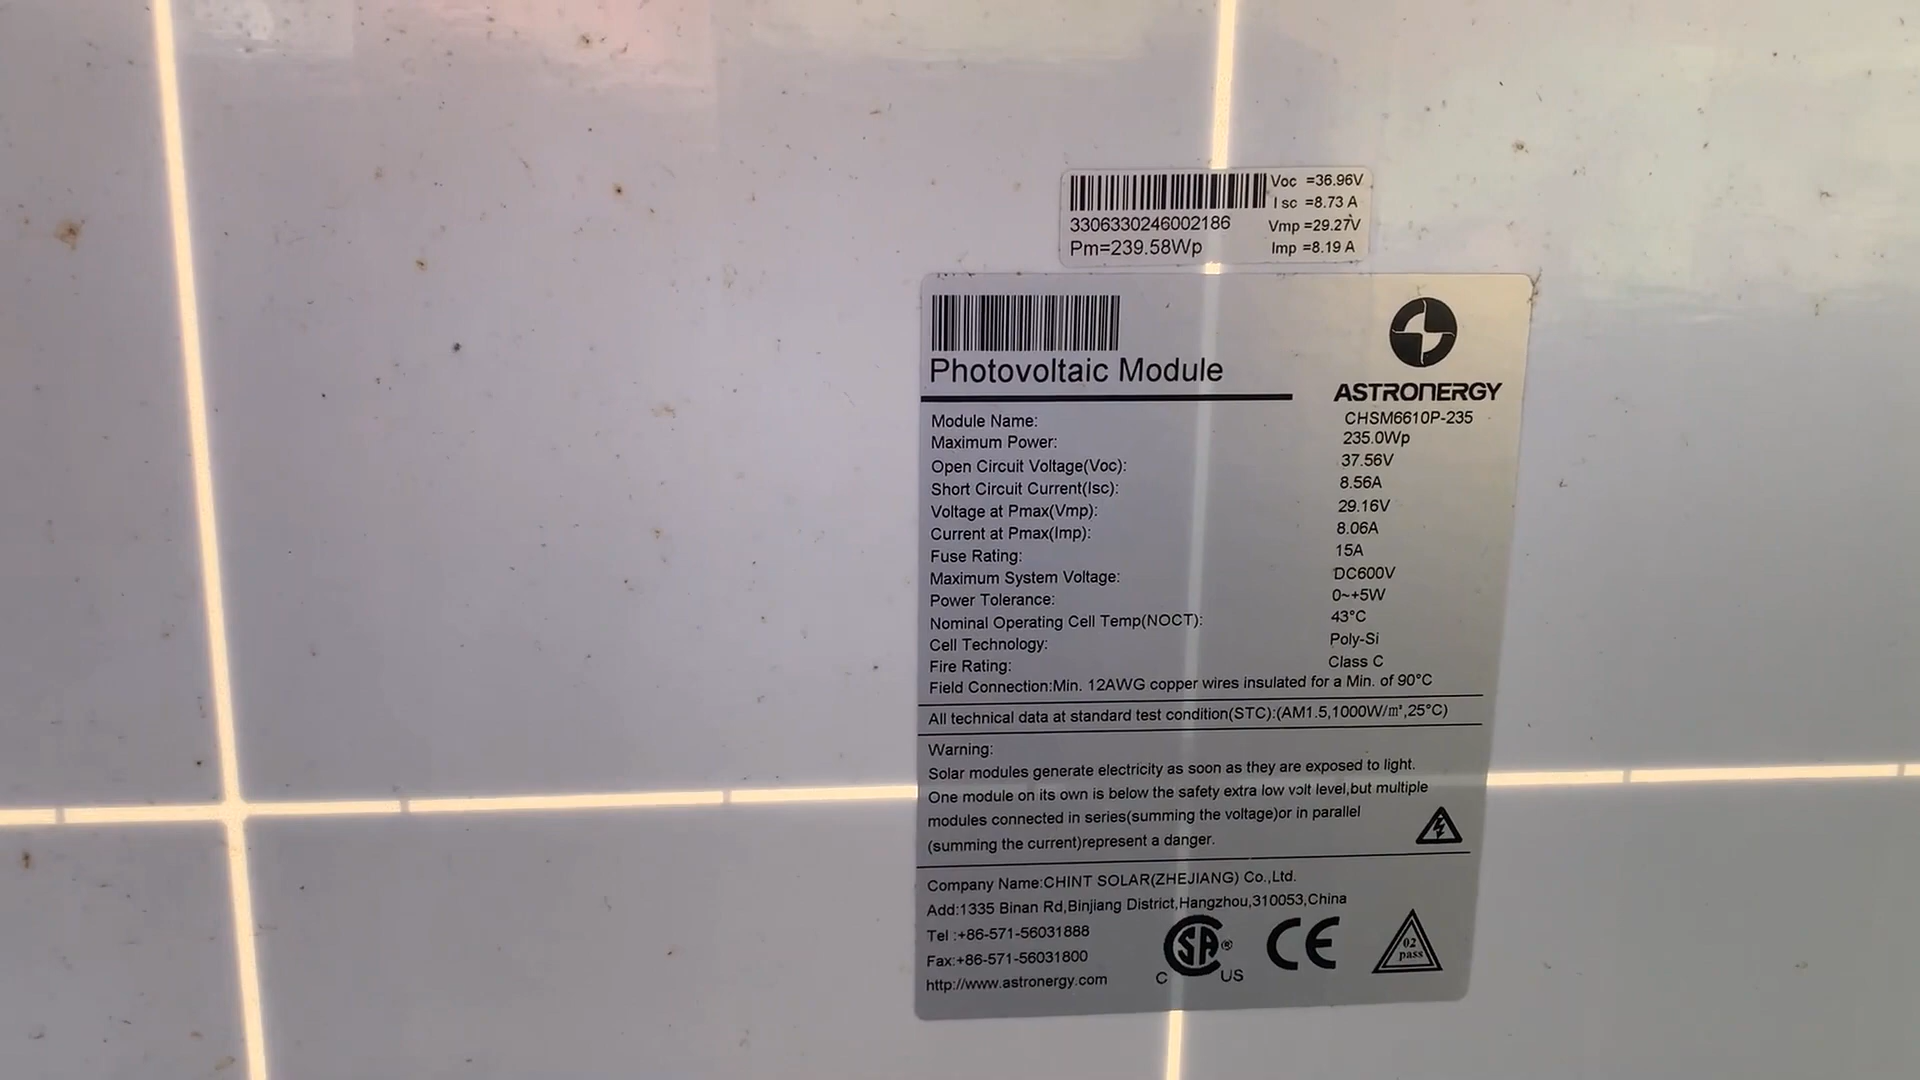 Voc =36.96V
Isc =8.73 A
3306330246002186
Vmp =29.27V
Pm=239.58Wp
Imp =8.19 A
Photovoltaic Module
ASTRONERGY
Module Name: CHSM6610P-235
Maximum Power: 235.0Wp
Open Circuit Voltage(Voc): 37.56V
Short Circuit Current(Isc): 8.56A
Voltage at Pmax(Vmp): 29.16V
Current at Pmax(Imp): 8.06A
Fuse Rating: 15A
Maximum System Voltage: DC600V
Power Tolerance: 0~+5W
Nominal Operating Cell Temp(NOCT): 43°C
Cell Technology: Poly-Si
Fire Rating: Class C
Field Connection:Min. 12AWG copper wires insulated for a Min. of 90°C
All technical data at standard test condition(STC):(AM1.5,1000W/m²,25°C)
Warning:
Solar modules generate electricity as soon as they are exposed to light.
One module on its own is below the safety extra low volt level,but multiple
modules connected in series(summing the voltage)or in parallel
(summing the current)represent a danger.
Company Name:CHINT SOLAR(ZHEJIANG) Co.,Ltd.
Add:1335 Binan Rd,Binjiang District,Hangzhou,310053,China
Tel :+86-571-56031888
Fax:+86-571-56031800
http://www.astronergy.com
C SA ® US
CE
02
pass